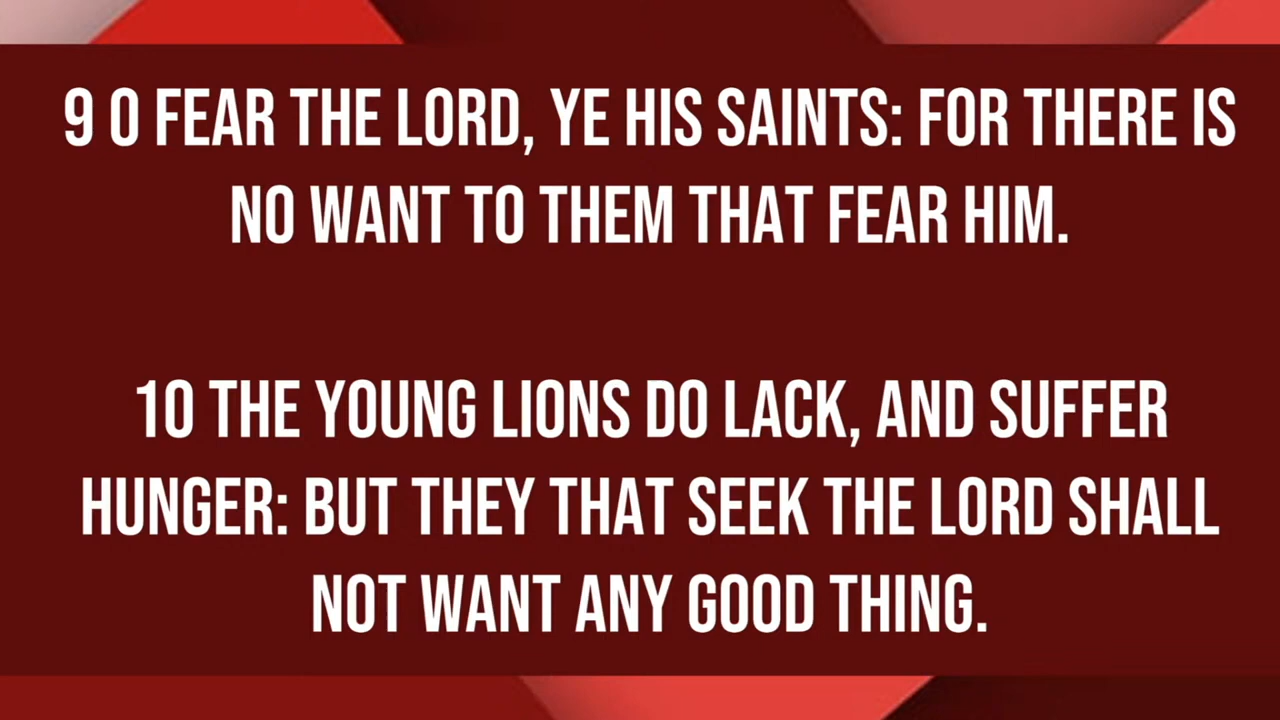 9 O FEAR THE LORD, YE HIS SAINTS: FOR THERE IS
NO WANT TO THEM THAT FEAR HIM.
10 THE YOUNG LIONS DO LACK, AND SUFFER
HUNGER: BUT THEY THAT SEEK THE LORD SHALL
NOT WANT ANY GOOD THING.